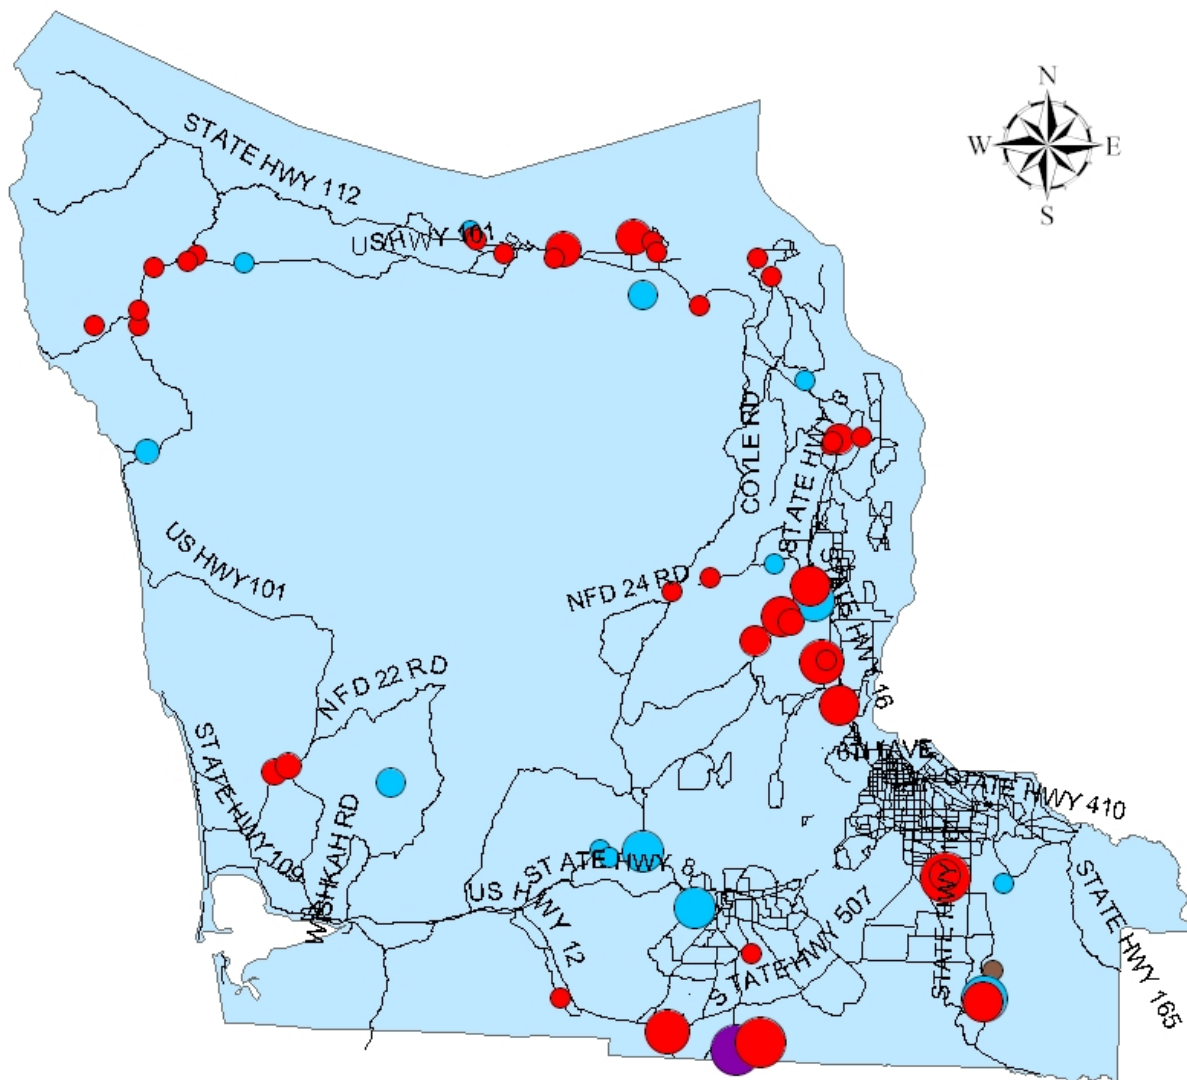 N
W E
S
STATE HWY 112
US HWY 101
COYLE RD
STATE HWY
US HWY 101
NFD 24 RD
STATE HWY 16
NFD 22 RD
STATE HWY 109
WISHKAH RD
AVE
STATE HWY 410
STATE HWY 8
US HWY 12
STATE HWY 507
STATE HWY
STATE HWY 165